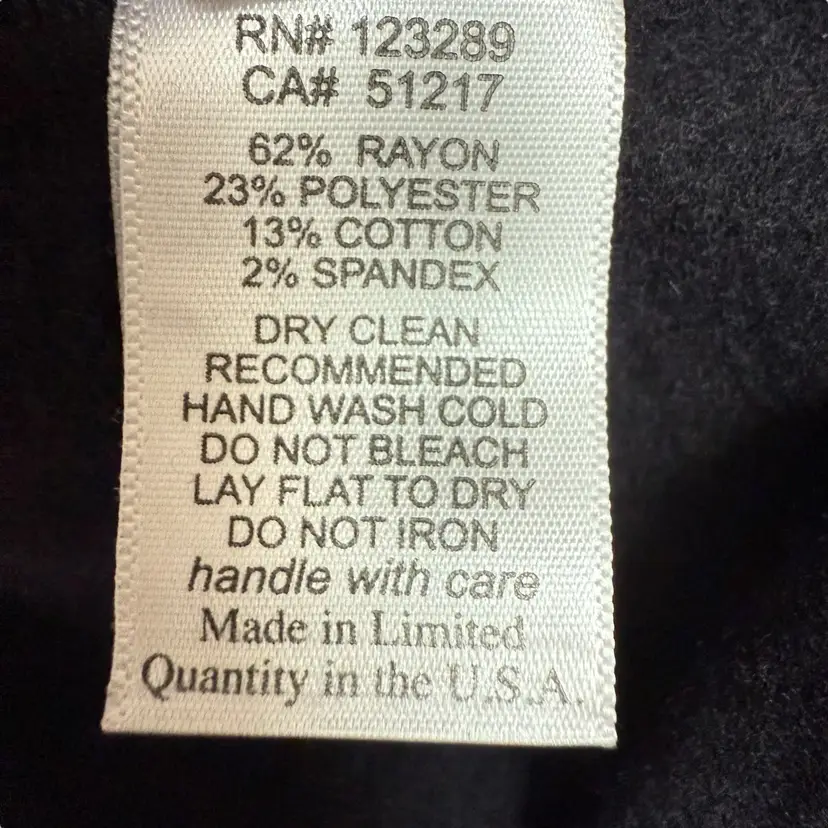 RN# 123289
CA# 51217
62% RAYON
23% POLYESTER
13% COTTON
2% SPANDEX
DRY CLEAN
RECOMMENDED
HAND WASH COLD
DO NOT BLEACH
LAY FLAT TO DRY
DO NOT IRON
handle with care
Made in Limited
Quantity in the U.S.A.